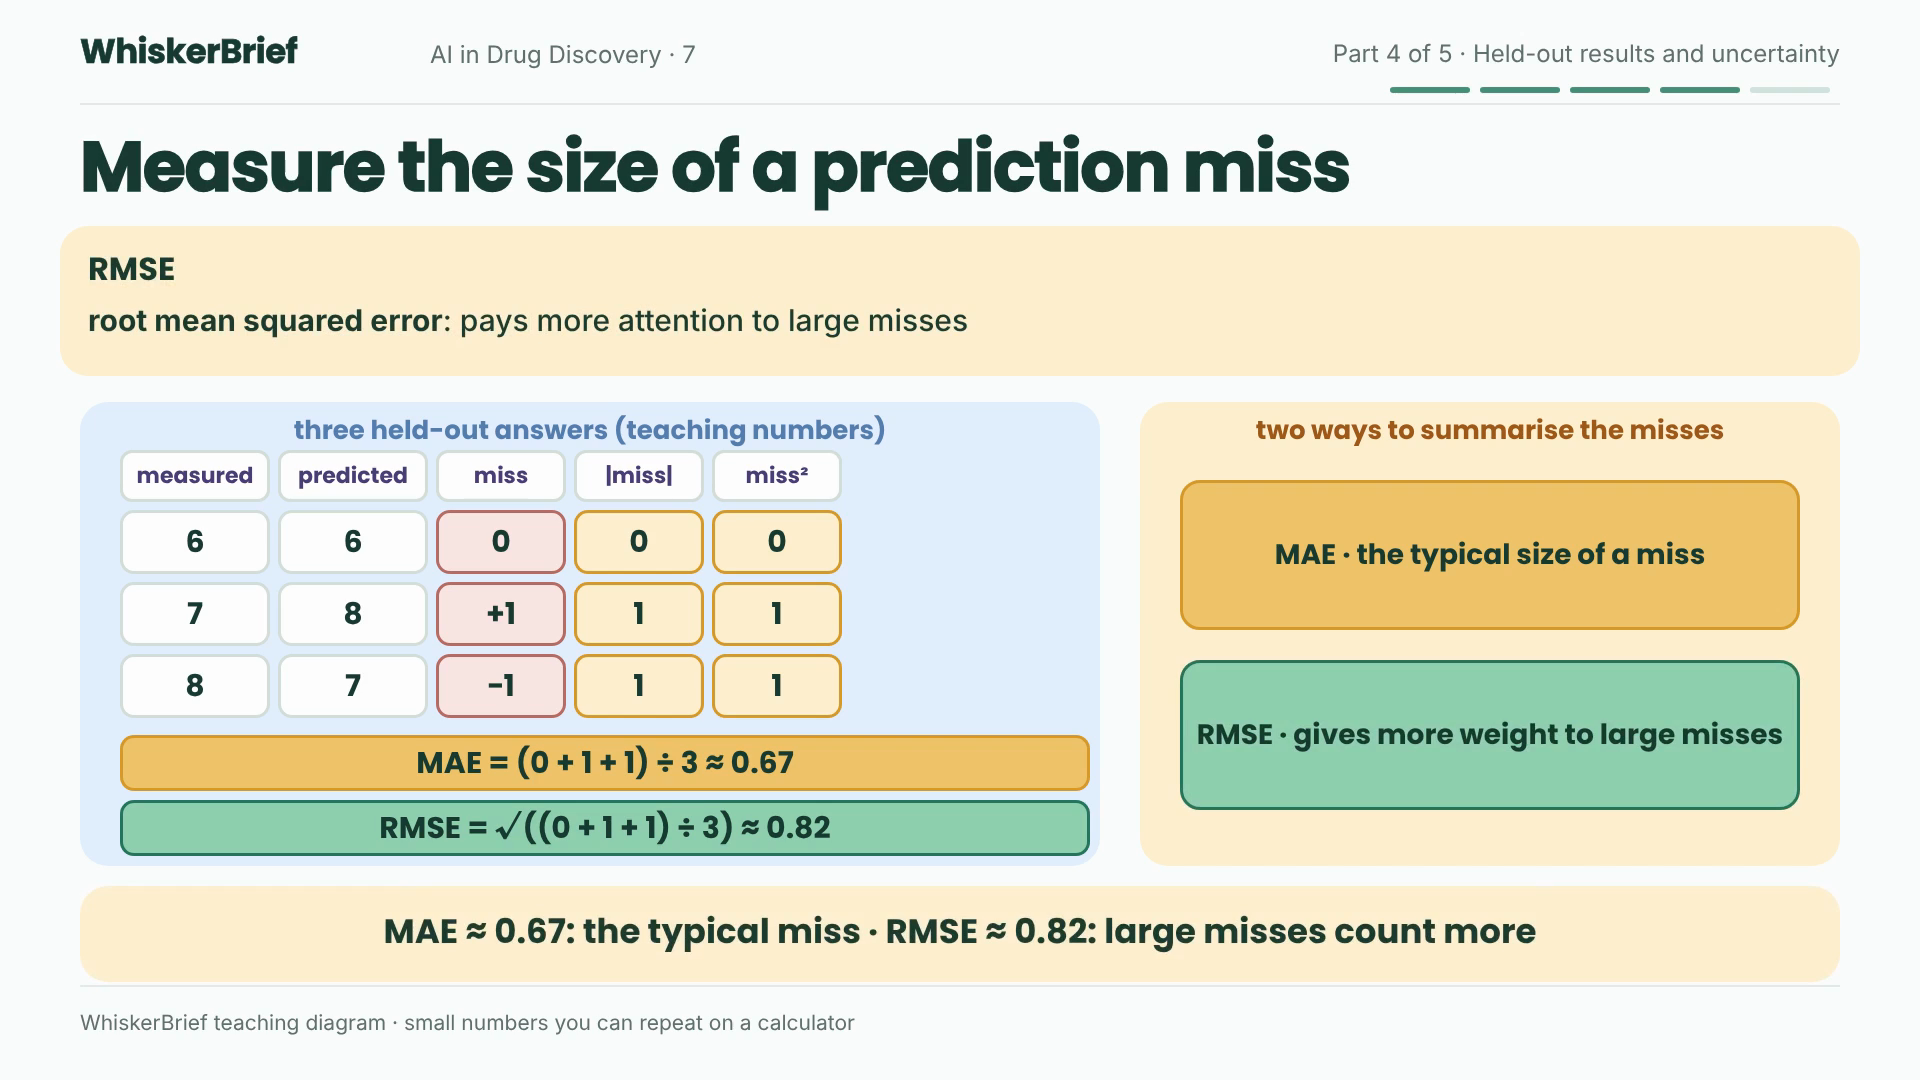 WhiskerBrief
AI in Drug Discovery · 7
Part 4 of 5 · Held-out results and uncertainty
Measure the size of a prediction miss
RMSE
root mean squared error: pays more attention to large misses
three held-out answers (teaching numbers)
measured predicted miss |miss| miss²
6 6 0 0 0
7 8 +1 1 1
8 7 −1 1 1
MAE = (0 + 1 + 1) ÷ 3 ≈ 0.67
RMSE = √((0 + 1 + 1) ÷ 3) ≈ 0.82
two ways to summarise the misses
MAE · the typical size of a miss
RMSE · gives more weight to large misses
MAE ≈ 0.67: the typical miss · RMSE ≈ 0.82: large misses count more
WhiskerBrief teaching diagram · small numbers you can repeat on a calculator